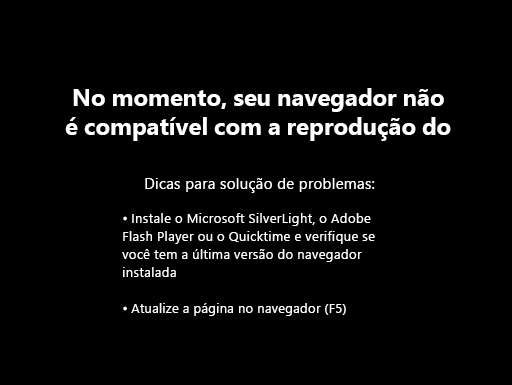 No momento, seu navegador não
é compatível com a reprodução do
Dicas para solução de problemas:
• Instale o Microsoft SilverLight, o Adobe
Flash Player ou o Quicktime e verifique se
você tem a última versão do navegador
instalada
• Atualize a página no navegador (F5)